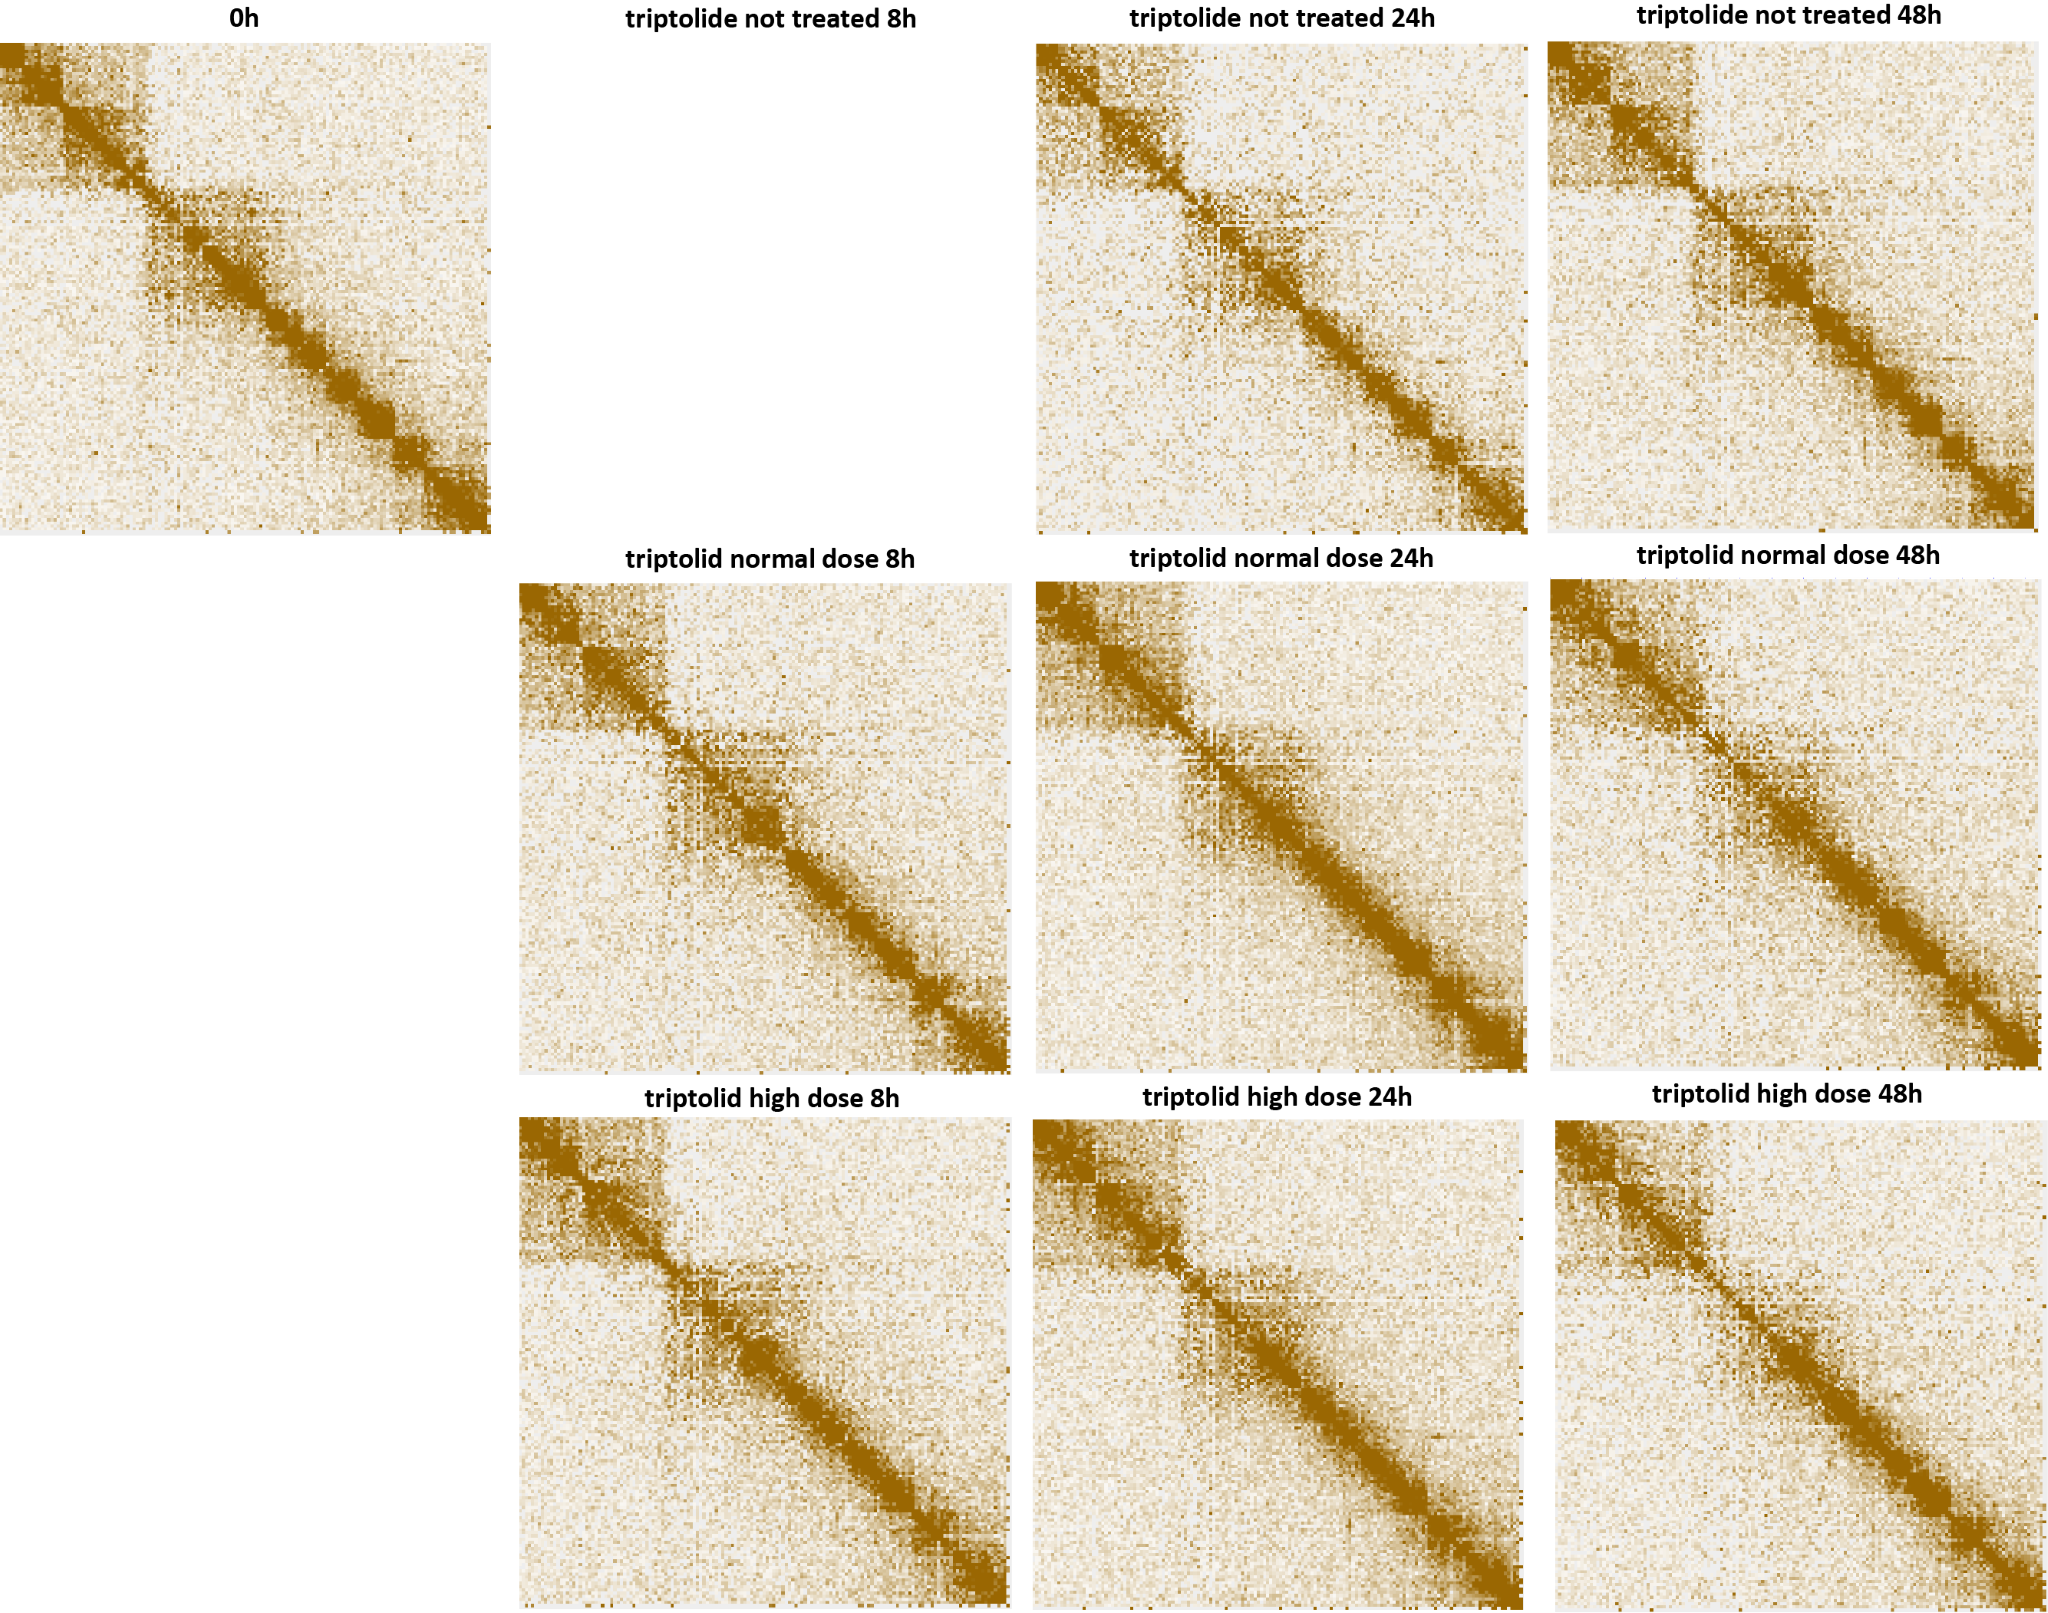 0h
triptolide not treated 8h
triptolide not treated 24h
triptolide not treated 48h
triptolid normal dose 8h
triptolid normal dose 24h
triptolid normal dose 48h
triptolid high dose 8h
triptolid high dose 24h
triptolid high dose 48h